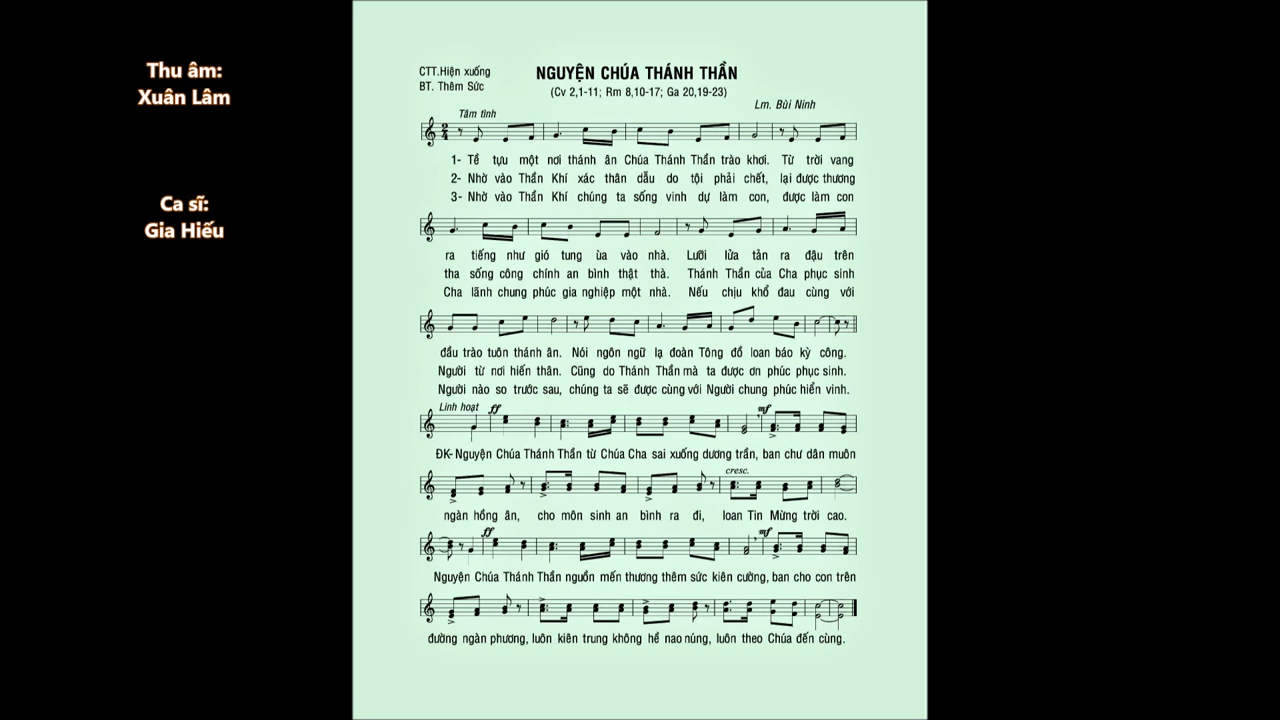 Thu âm:
Xuân Lâm
Ca sĩ:
Gia Hiếu
CTT.Hiện xuống
BT. Thêm Sức
NGUYỆN CHÚA THÁNH THẦN
(Cv 2,1-11; Rm 8,10-17; Ga 20,19-23)
Lm. Bùi Ninh
Tâm tình
1- Tề tựu một nơi thánh ân Chúa Thánh Thần trào khơi. Từ trời vang
2- Nhờ vào Thần Khí xác thân dẫu do tội phải chết, lại được thương
3- Nhờ vào Thần Khí chúng ta sống vinh dự làm con, được làm con
ra tiếng như gió tung ùa vào nhà. Lưỡi lửa tản ra đậu trên
tha sống công chính an bình thật thà. Thánh Thần của Cha phục sinh
Cha lãnh chung phúc gia nghiệp một nhà. Nếu chịu khổ đau cùng với
đầu trào tuôn thánh ân. Nói ngôn ngữ lạ đoàn Tông đồ loan báo kỳ công.
Người từ nơi hiến thân. Cũng do Thánh Thần mà ta được ơn phúc phục sinh.
Người nào so trước sau, chúng ta sẽ được cùng với Người chung phúc hiển vinh.
Linh hoạt ff mf
ĐK- Nguyện Chúa Thánh Thần từ Chúa Cha sai xuống dương trần, ban chư dân muôn
cresc.
ngàn hồng ân, cho môn sinh an bình ra đi, loan Tin Mừng trời cao.
ff mf
Nguyện Chúa Thánh Thần nguồn mến thương thêm sức kiên cường, ban cho con trên
đường ngàn phương, luôn kiên trung không hề nao núng, luôn theo Chúa đến cùng.